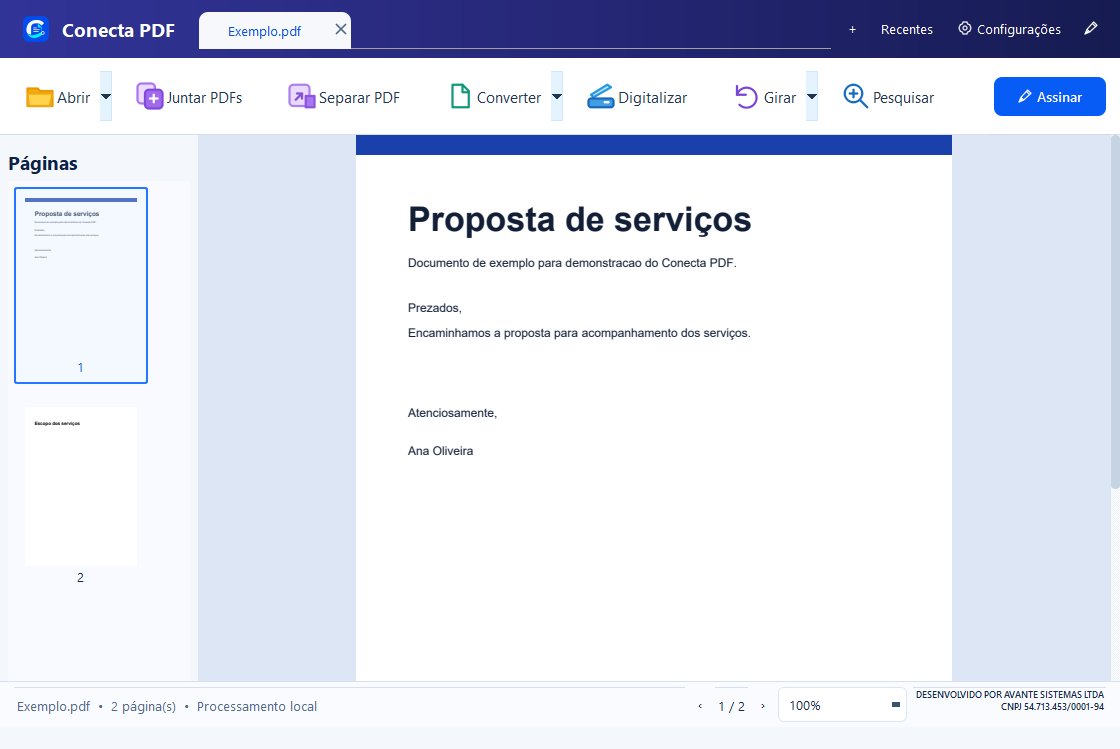 Conecta PDF
Exemplo.pdf
+
Recentes
Configurações
Abrir
Juntar PDFs
Separar PDF
Converter
Digitalizar
Girar
Pesquisar
Assinar
Páginas
Proposta de serviços
1
Escopo dos serviços
2
Proposta de serviços
Documento de exemplo para demonstracao do Conecta PDF.
Prezados,
Encaminhamos a proposta para acompanhamento dos serviços.
Atenciosamente,
Ana Oliveira
Exemplo.pdf • 2 página(s) • Processamento local
‹ 1 / 2 ›
100%
DESENVOLVIDO POR AVANTE SISTEMAS LTDA
CNPJ 54.713.453/0001-94